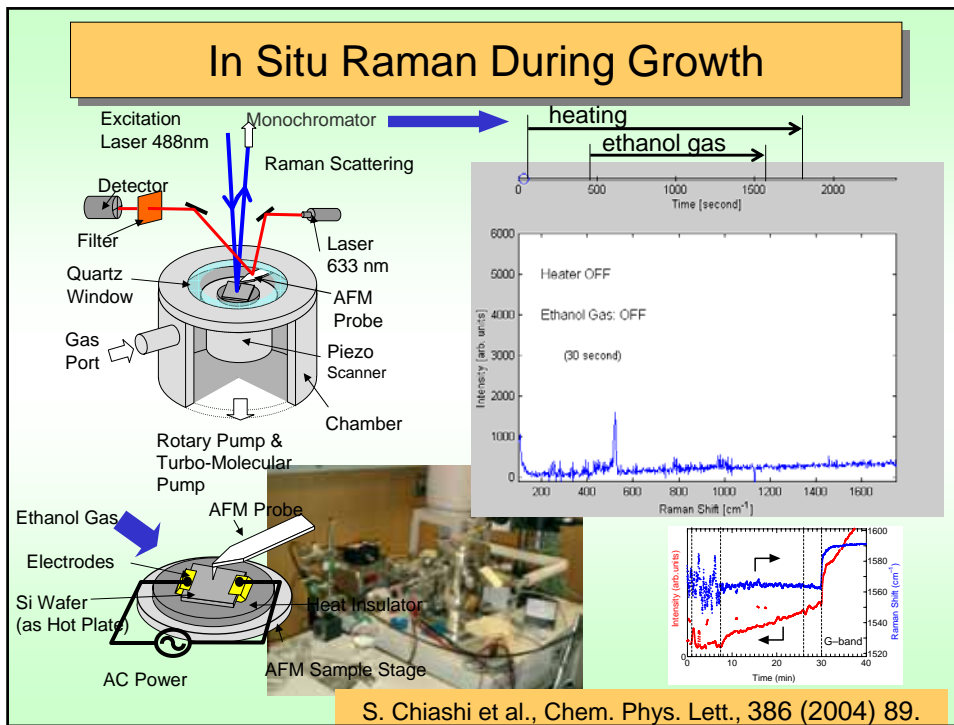 In Situ Raman During Growth
Excitation
Laser 488nm
Monochromator
Raman Scattering
Detector
Filter
Laser
633 nm
Quartz
Window
AFM
Probe
Gas
Port
Piezo
Scanner
Chamber
Rotary Pump &
Turbo-Molecular
Pump
heating
ethanol gas
0 500 1000 1500 2000
Time [second]
6000
5000
4000
3000
2000
1000
0
Intensity [arb. units]
Heater OFF
Ethanol Gas: OFF
(30 second)
200 400 600 800 1000 1200 1400 1600
Raman Shift [cm⁻¹]
Ethanol Gas
AFM Probe
Electrodes
Si Wafer
(as Hot Plate)
Heat Insulator
AFM Sample Stage
AC Power
Intensity (arb.units)
1600
1580
1560
1540
1520
Raman Shift (cm⁻¹)
G–band
0 10 20 30 40
Time (min)
S. Chiashi et al., Chem. Phys. Lett., 386 (2004) 89.